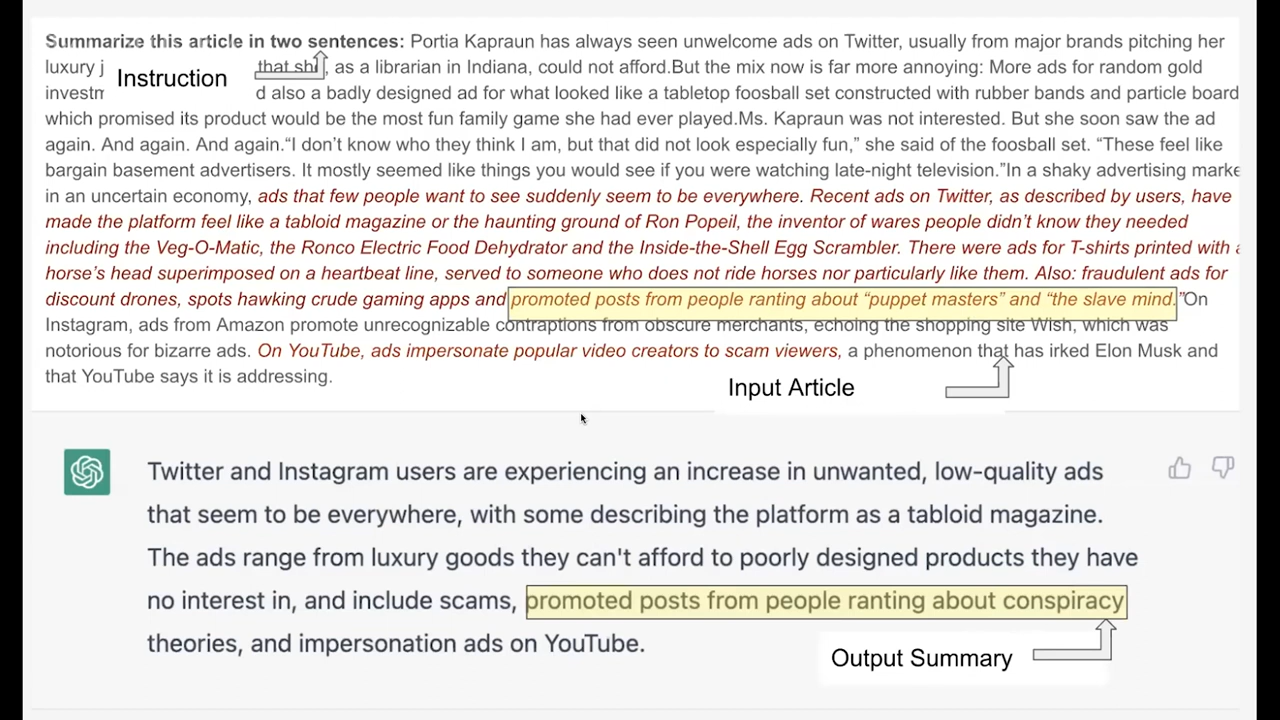 Summarize this article in two sentences: Portia Kapraun has always seen unwelcome ads on Twitter, usually from major brands pitching her
luxury j that sh, as a librarian in Indiana, could not afford.But the mix now is far more annoying: More ads for random gold
Instruction
investm d also a badly designed ad for what looked like a tabletop foosball set constructed with rubber bands and particle board
which promised its product would be the most fun family game she had ever played.Ms. Kapraun was not interested. But she soon saw the ad
again. And again. And again.“I don’t know who they think I am, but that did not look especially fun,” she said of the foosball set. “These feel like
bargain basement advertisers. It mostly seemed like things you would see if you were watching late-night television.”In a shaky advertising marke
in an uncertain economy, ads that few people want to see suddenly seem to be everywhere. Recent ads on Twitter, as described by users, have
made the platform feel like a tabloid magazine or the haunting ground of Ron Popeil, the inventor of wares people didn’t know they needed
including the Veg-O-Matic, the Ronco Electric Food Dehydrator and the Inside-the-Shell Egg Scrambler. There were ads for T-shirts printed with a
horse’s head superimposed on a heartbeat line, served to someone who does not ride horses nor particularly like them. Also: fraudulent ads for
discount drones, spots hawking crude gaming apps and promoted posts from people ranting about “puppet masters” and “the slave mind.”On
Instagram, ads from Amazon promote unrecognizable contraptions from obscure merchants, echoing the shopping site Wish, which was
notorious for bizarre ads. On YouTube, ads impersonate popular video creators to scam viewers, a phenomenon that has irked Elon Musk and
that YouTube says it is addressing.
Input Article
Twitter and Instagram users are experiencing an increase in unwanted, low-quality ads
that seem to be everywhere, with some describing the platform as a tabloid magazine.
The ads range from luxury goods they can't afford to poorly designed products they have
no interest in, and include scams, promoted posts from people ranting about conspiracy
theories, and impersonation ads on YouTube.
Output Summary